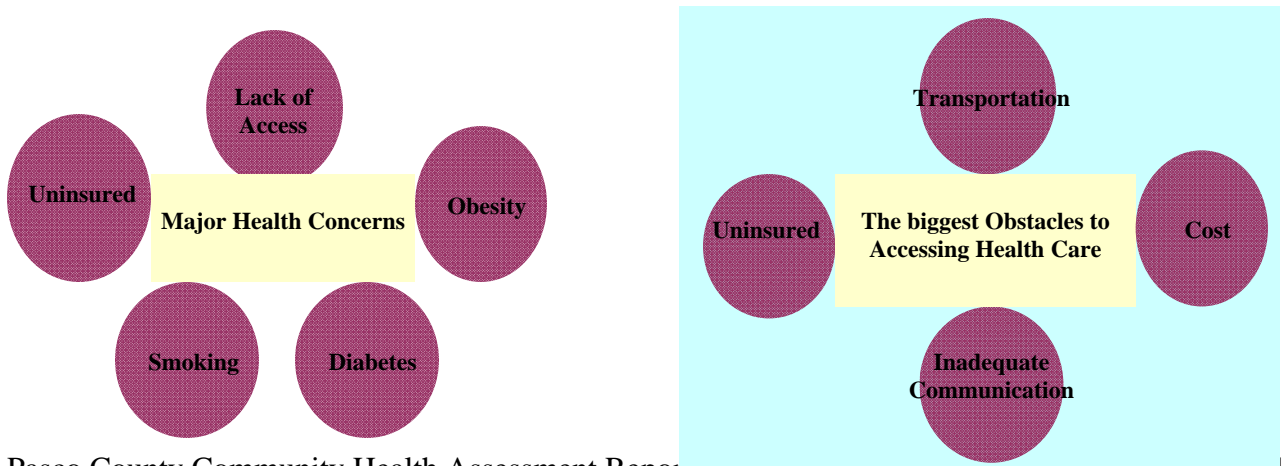 Lack of
Access
Uninsured
Major Health Concerns
Obesity
Smoking
Diabetes
Transportation
Uninsured
The biggest Obstacles to
Accessing Health Care
Cost
Inadequate
Communication
Pasco County Community Health Assessment